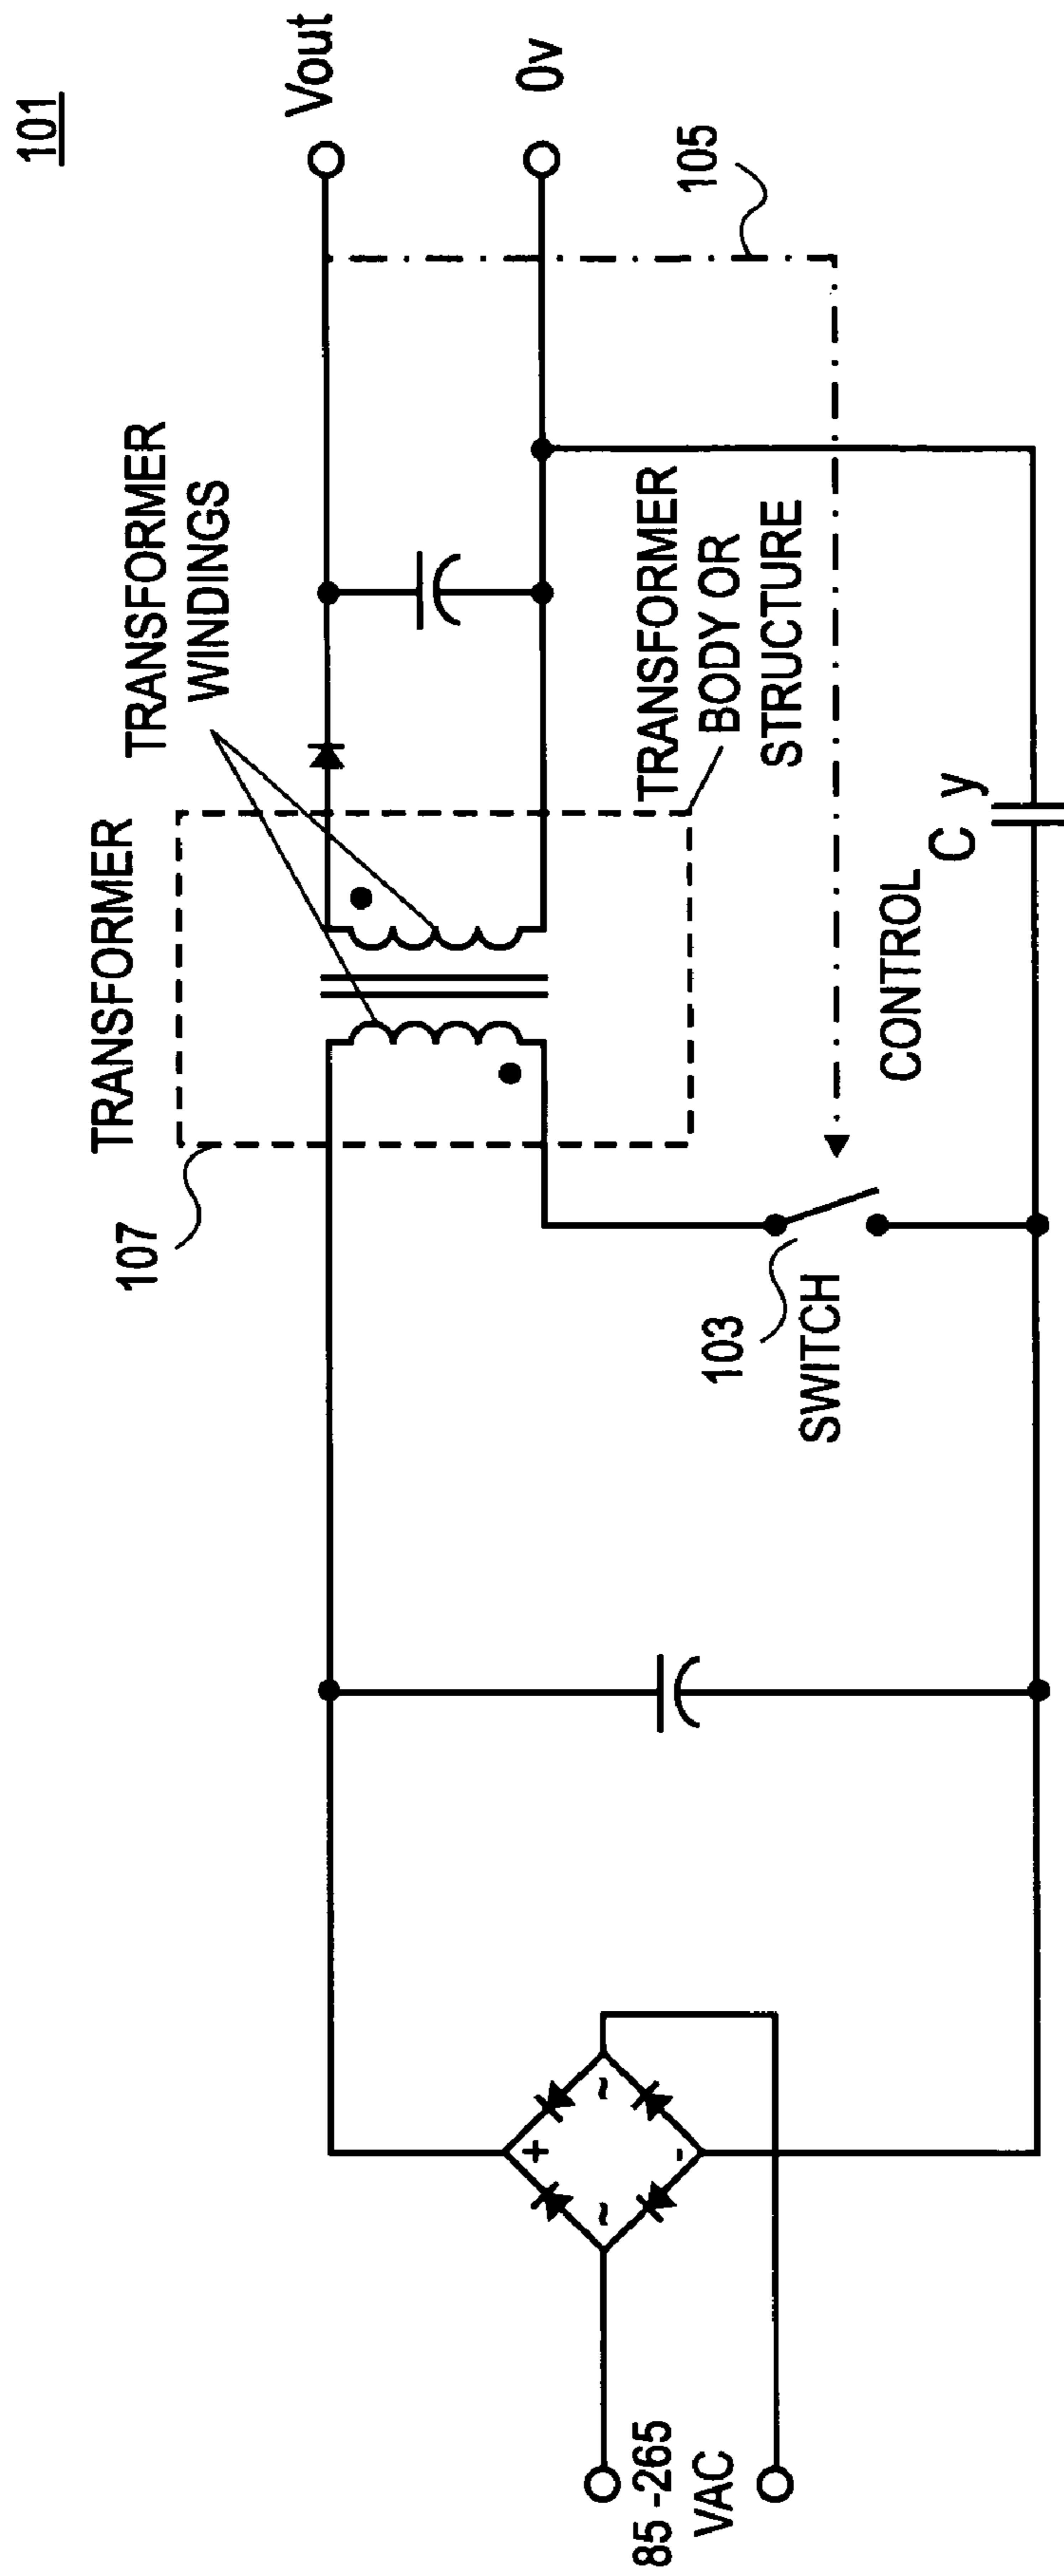 101
TRANSFORMER
WINDINGS
TRANSFORMER
107
Vout
0v
105
TRANSFORMER
BODY OR
STRUCTURE
+
~
~
-
85 -265
VAC
103
SWITCH
CONTROL
C y